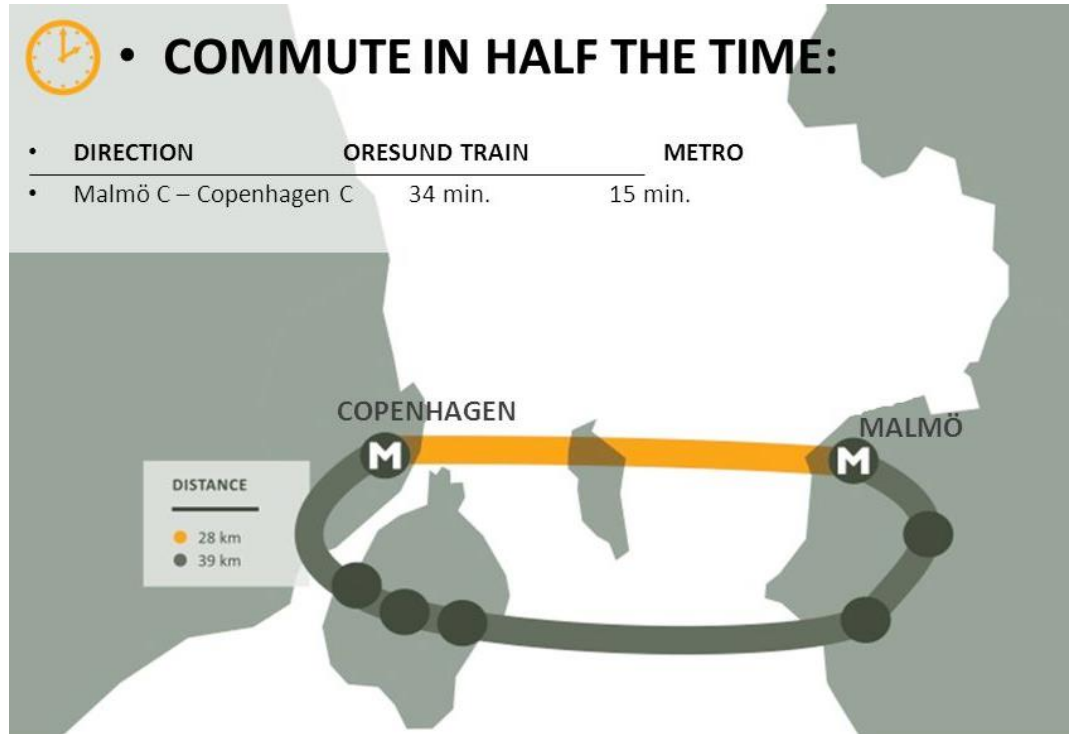 • COMMUTE IN HALF THE TIME:
• DIRECTION ORESUND TRAIN METRO
• Malmö C – Copenhagen C 34 min. 15 min.
COPENHAGEN
MALMÖ
M
M
DISTANCE
28 km
39 km